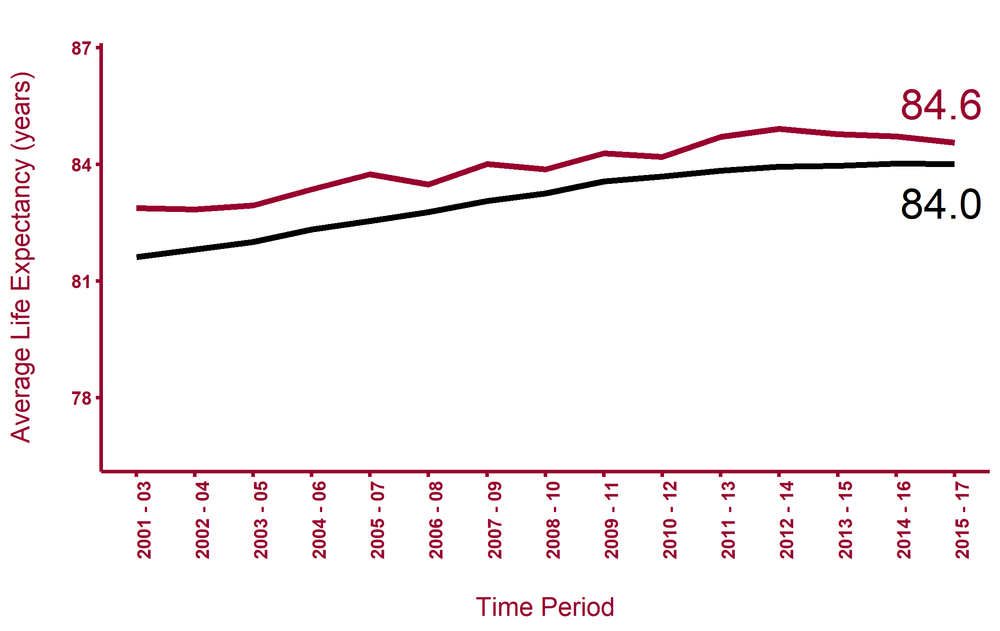 Average Life Expectancy (years)
87
84
81
78
84.6
84.0
2001 - 03
2002 - 04
2003 - 05
2004 - 06
2005 - 07
2006 - 08
2007 - 09
2008 - 10
2009 - 11
2010 - 12
2011 - 13
2012 - 14
2013 - 15
2014 - 16
2015 - 17
Time Period